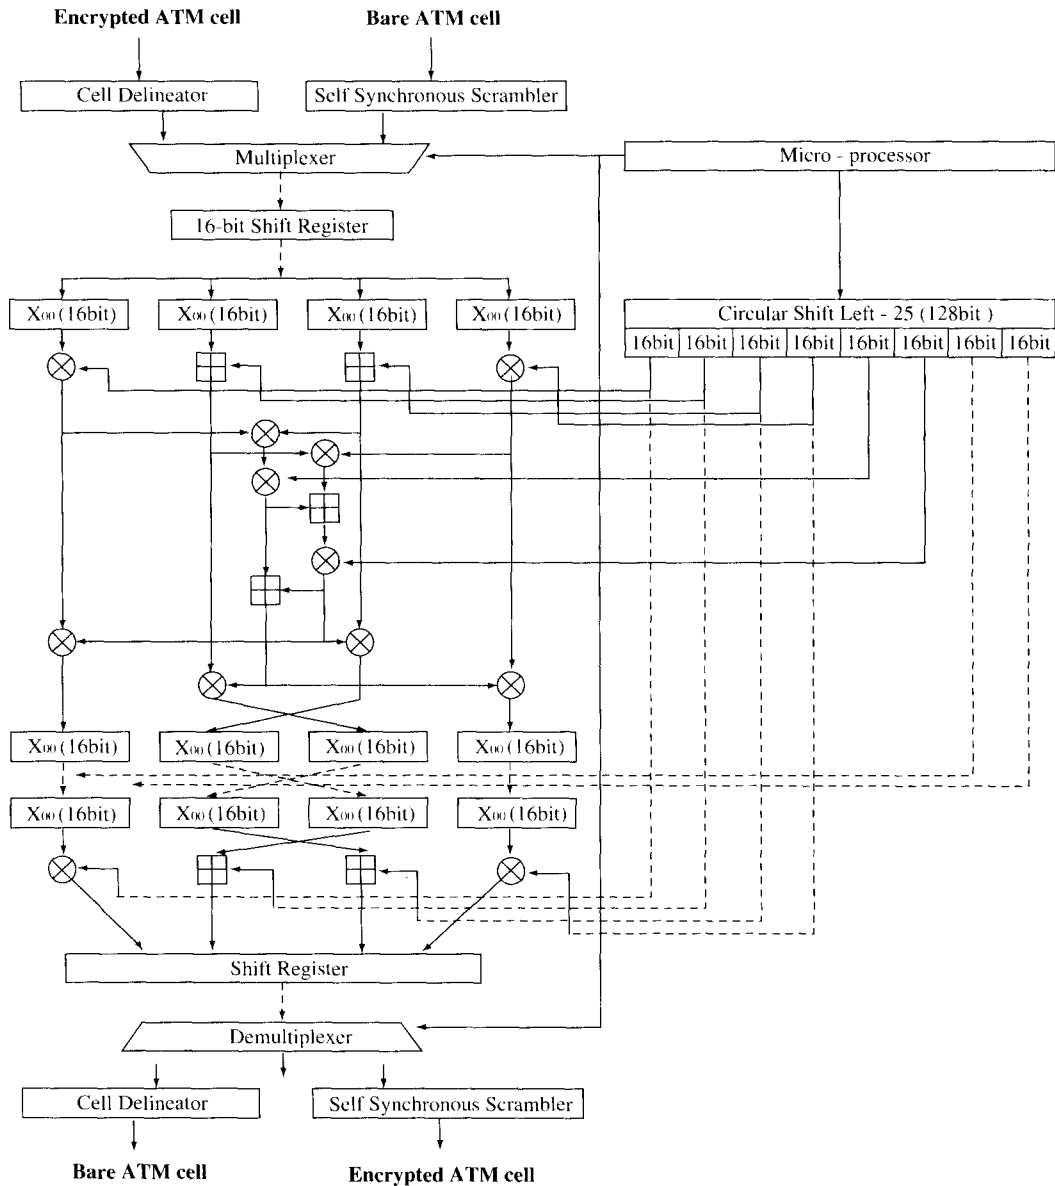 Encrypted ATM cell Bare ATM cell
Cell Delineator Self Synchronous Scrambler
Multiplexer Micro - processor
16-bit Shift Register
X00 (16bit) X00 (16bit) X00 (16bit) X00 (16bit) Circular Shift Left - 25 (128bit )
16bit 16bit 16bit 16bit 16bit 16bit 16bit 16bit
X00 (16bit) X00 (16bit) X00 (16bit) X00 (16bit)
X00 (16bit) X00 (16bit) X00 (16bit) X00 (16bit)
Shift Register
Demultiplexer
Cell Delineator Self Synchronous Scrambler
Bare ATM cell Encrypted ATM cell